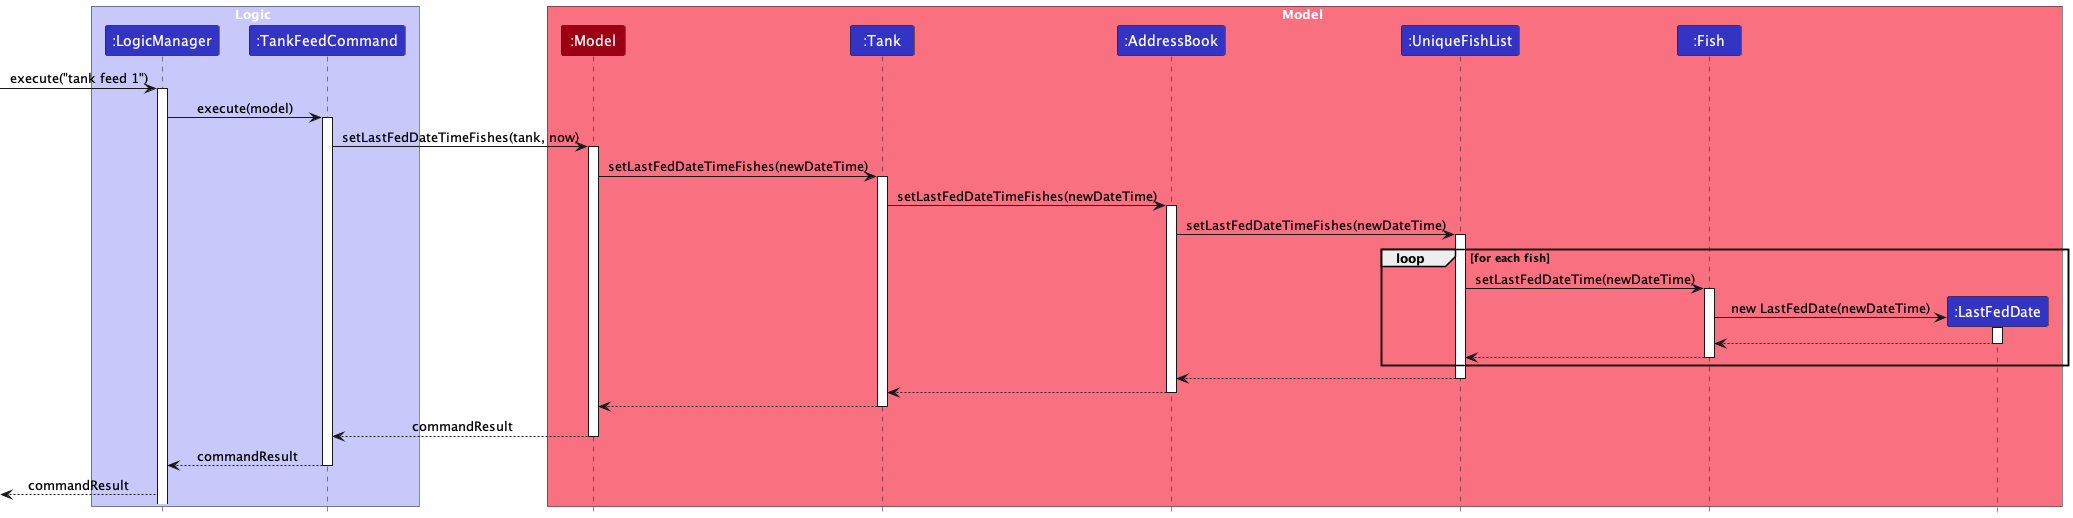 Logic
Model
:LogicManager
:TankFeedCommand
:Model
:Tank
:AddressBook
:UniqueFishList
:Fish
execute("tank feed 1")
execute(model)
setLastFedDateTimeFishes(tank, now)
setLastFedDateTimeFishes(newDateTime)
setLastFedDateTimeFishes(newDateTime)
setLastFedDateTimeFishes(newDateTime)
loop
[for each fish]
setLastFedDateTime(newDateTime)
new LastFedDate(newDateTime)
:LastFedDate
commandResult
commandResult
commandResult